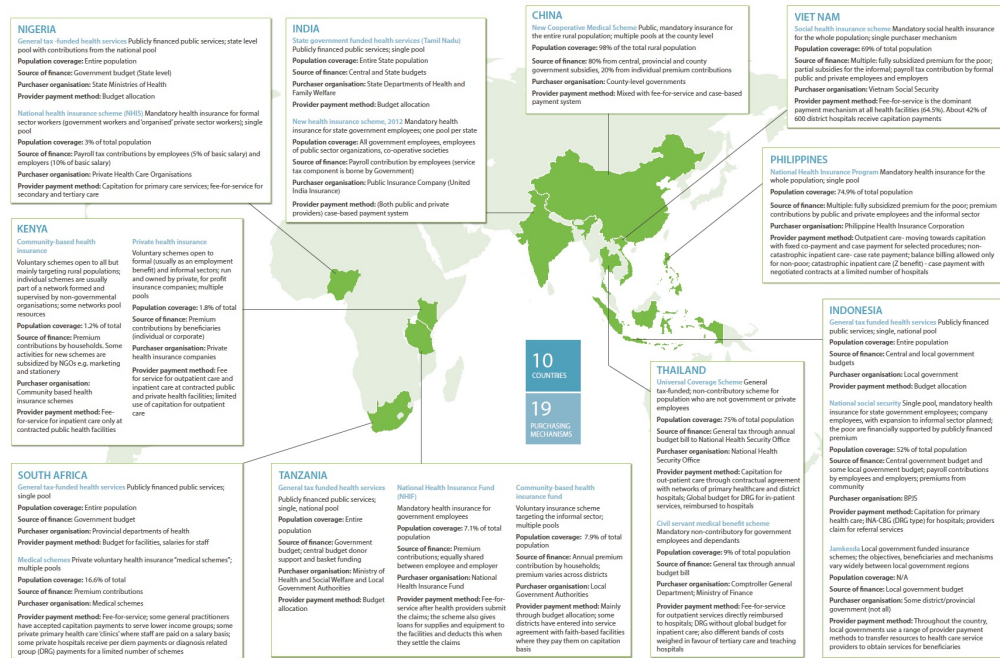 NIGERIA
General tax -funded health services Publicly financed public services; state level
pool with contributions from the national pool
Population coverage: Entire population
Source of finance: Government budget (State level)
Purchaser organisation: State Ministries of Health
Provider payment method: Budget allocation
National health insurance scheme (NHIS) Mandatory health insurance for formal
sector workers (government workers and 'organised' private sector workers); single
pool
Population coverage: 3% of total population
Source of finance: Payroll tax contributions by employees (5% of basic salary) and
employers (10% of basic salary)
Purchaser organisation: Private Health Care Organisations
Provider payment method: Capitation for primary care services; fee-for-service for
secondary and tertiary care
INDIA
State government funded health services (Tamil Nadu)
Publicly financed public services; single pool
Population coverage: Entire State population
Source of finance: Central and State budgets
Purchaser organisation: State Departments of Health and
Family Welfare
Provider payment method: Budget allocation
New health insurance scheme, 2012 Mandatory health
insurance for state government employees; one pool per state
Population coverage: All government employees, employees
of public sector organizations, co-operative societies
Source of finance: Payroll contribution by employees (service
tax component is borne by Government)
Purchaser organisation: Public Insurance Company (United
India Insurance)
Provider payment method: (Both public and private
providers) case-based payment system
CHINA
New Cooperative Medical Scheme Public, mandatory insurance for
the entire rural population; multiple pools at the county level
Population coverage: 98% of the total rural population
Source of finance: 80% from central, provincial and county
government subsidies, 20% from individual premium contributions
Purchaser organisation: County-level governments
Provider payment method: Mixed with fee-for-service and case-based
payment system
VIET NAM
Social health insurance scheme Mandatory social health insurance
for the whole population; single purchaser mechanism
Population coverage: 69% of total population
Source of finance: Multiple: fully subsidized premium for the poor;
partial subsidies for the informal; payroll tax contribution by formal
public and private employees and employers
Purchaser organisation: Vietnam Social Security
Provider payment method: Fee-for-service is the dominant
payment mechanism at all health facilities (64.5%). About 42% of
600 district hospitals receive capitation payments
PHILIPPINES
National Health Insurance Program Mandatory health insurance for the
whole population; single pool
Population coverage: 74.9% of total population
Source of finance: Multiple: fully subsidized premium for the poor; premium
contributions by public and private employees and the informal sector
Purchaser organisation: Philippine Health Insurance Corporation
Provider payment method: Outpatient care- moving towards capitation
with fixed co-payment and case payment for selected procedures; non-
catastrophic inpatient care- case rate payment; balance billing allowed only
for non-poor; catastrophic inpatient care (Z benefit) - case payment with
negotiated contracts at a limited number of hospitals
KENYA
Community-based health
insurance
Voluntary schemes open to all but
mainly targeting rural populations;
individual schemes are usually
part of a network formed and
supervised by non-governmental
organisations; some networks pool
resources
Population coverage: 1.2% of total
Source of finance: Premium
contributions by households. Some
activities for new schemes are
subsidized by NGOs e.g. marketing
and stationery
Purchaser organisation:
Community based health
insurance schemes
Provider payment method: Fee-
for-service for inpatient care only at
contracted public health facilities
Private health insurance
Voluntary schemes open to
formal (usually as an employment
benefit) and informal sectors; run
and owned by private, for profit
insurance companies; multiple
pools
Population coverage: 1.8% of total
Source of finance: Premium
contributions by beneficiaries
(individual or corporate)
Purchaser organisation: Private
health insurance companies
Provider payment method: Fee
for service for outpatient care and
inpatient care at contracted public
and private health facilities; limited
use of capitation for outpatient
care
10
COUNTRIES
19
PURCHASING
MECHANISMS
THAILAND
Universal Coverage Scheme General
tax-funded; non-contributory scheme for
population who are not government or private
employees
Population coverage: 75% of total population
Source of finance: General tax through annual
budget bill to National Health Security Office
Purchaser organisation: National Health
Security Office
Provider payment method: Capitation for
out-patient care through contractual agreement
with networks of primary healthcare and district
hospitals; Global budget for DRG for in-patient
services, reimbursed to hospitals
Civil servant medical benefit scheme
Mandatory non-contributory for government
employees and dependants
Population coverage: 9% of total population
Source of finance: General tax through annual
budget bill
Purchaser organisation: Comptroller General
Department; Ministry of Finance
Provider payment method: Fee-for-service
for outpatient services directly reimbursed
to hospitals; DRG without global budget for
inpatient care; also different bands of costs
weighed in favour of tertiary care and teaching
hospitals
INDONESIA
General tax funded health services Publicly financed
public services; single, national pool
Population coverage: Entire population
Source of finance: Central and local government
budgets
Purchaser organisation: Local government
Provider payment method: Budget allocation
National social security Single pool, mandatory health
insurance for state government employees; company
employees, with expansion to informal sector planned; the
poor are financially supported by publicly financed
premium
Population coverage: 52% of total population
Source of finance: Central government budget and
some local government budget; payroll contributions
by employees and employers; premiums from
community
Purchaser organisation: BPJS
Provider payment method: Capitation for primary
health care; INA-CBG (DRG type) for hospitals; providers
claim for referral services
Jamkesda Local government funded insurance
schemes; the objectives, beneficiaries and mechanisms
vary widely between local government regions
Population coverage: N/A
Source of finance: Local government budget
Purchaser organisation: Some district/provincial
government (not all)
Provider payment method: Throughout the country,
local governments use a range of provider payment
methods to transfer resources to health care service
providers to obtain services for beneficiaries
SOUTH AFRICA
General tax-funded health services Publicly financed public services;
single pool
Population coverage: Entire population
Source of finance: Government budget
Purchaser organisation: Provincial departments of health
Provider payment method: Budget for facilities, salaries for staff
Medical schemes Private voluntary health insurance "medical schemes";
multiple pools
Population coverage: 16.6% of total
Source of finance: Premium contributions
Purchaser organisation: Medical schemes
Provider payment method: Fee-for-service; some general practitioners
have accepted capitation payments to serve lower income groups; some
private primary health care 'clinics' where staff are paid on a salary basis;
some private hospitals receive per diem payments or diagnosis related
group (DRG) payments for a limited number of schemes
TANZANIA
General tax funded health services
Publicly financed public services;
single, national pool
Population coverage: Entire
population
Source of finance: Government
budget; central budget donor
support and basket funding
Purchaser organisation: Ministry of
Health and Social Welfare and Local
Government Authorities
Provider payment method: Budget
allocation
National Health Insurance Fund
(NHIF)
Mandatory health insurance for
government employees
Population coverage: 7.1% of total
population
Source of finance: Premium
contributions; equally shared
between employee and employer
Purchaser organisation: National
Health Insurance Fund
Provider payment method: Fee-for-
service after health providers submit
the claims; the scheme also gives
loans for supplies and equipment to
the facilities and deducts this when
they settle the claims
Community-based health
insurance fund
Voluntary insurance scheme
targeting the informal sector;
multiple pools
Population coverage: 7.9% of total
population
Source of finance: Annual premium
contribution by households;
premium varies across districts
Purchaser organisation: Local
Government Authorities
Provider payment method: Mainly
through budget allocation; some
districts have entered into service
agreement with faith-based facilities
where they pay them on capitation
basis